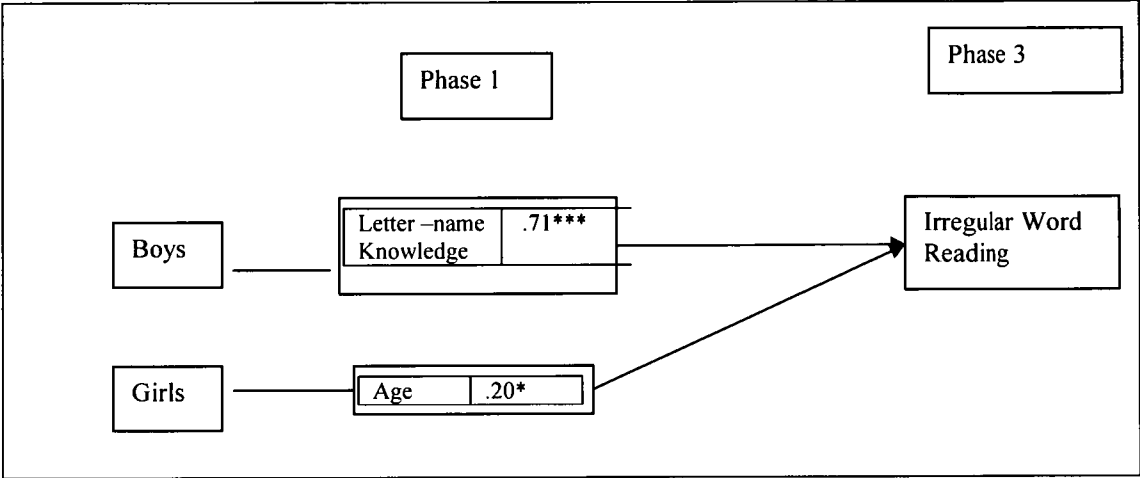 Phase 1
Phase 3
Boys
Letter –name .71***
Knowledge
Irregular Word
Reading
Girls
Age .20*